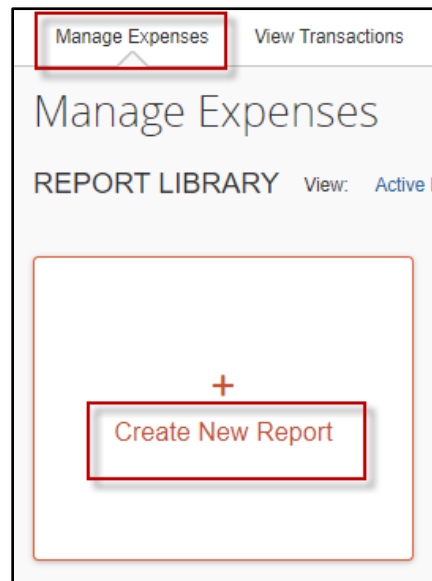 Manage Expenses View Transactions
Manage Expenses
REPORT LIBRARY View: Active
+
Create New Report